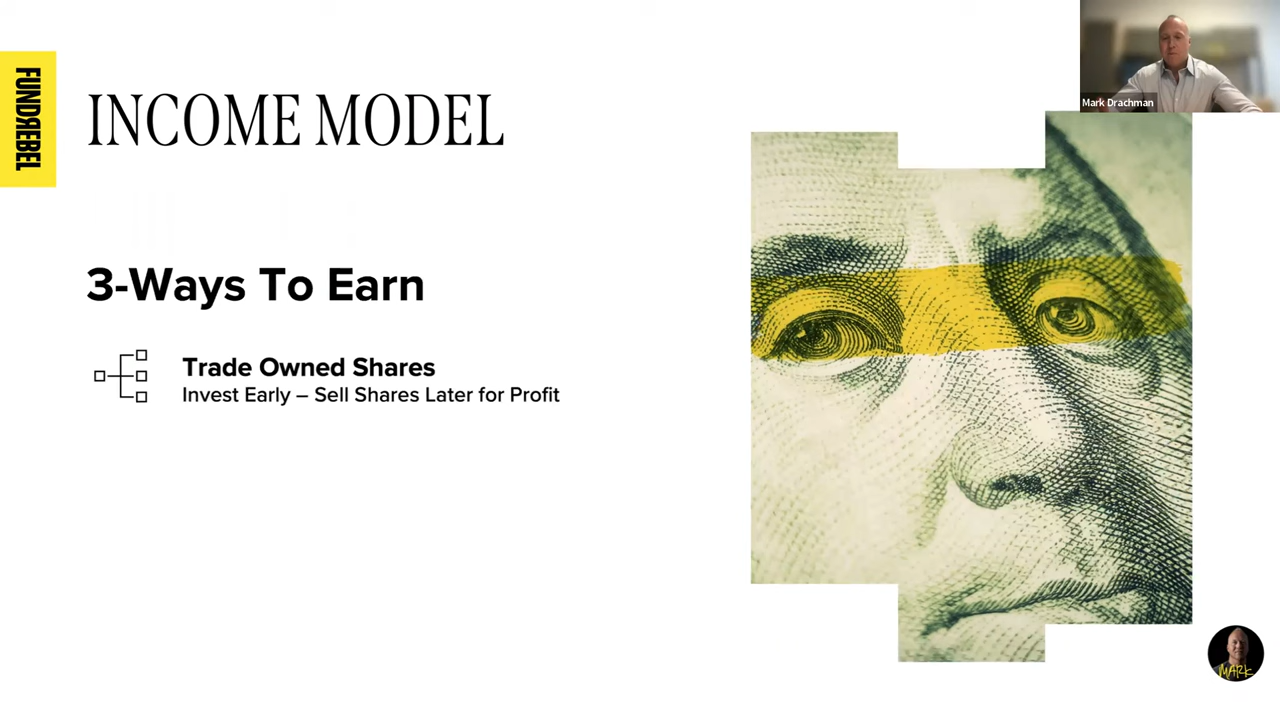 FUNDREBEL
INCOME MODEL
Mark Drachman
3-Ways To Earn
Trade Owned Shares
Invest Early – Sell Shares Later for Profit
MARK